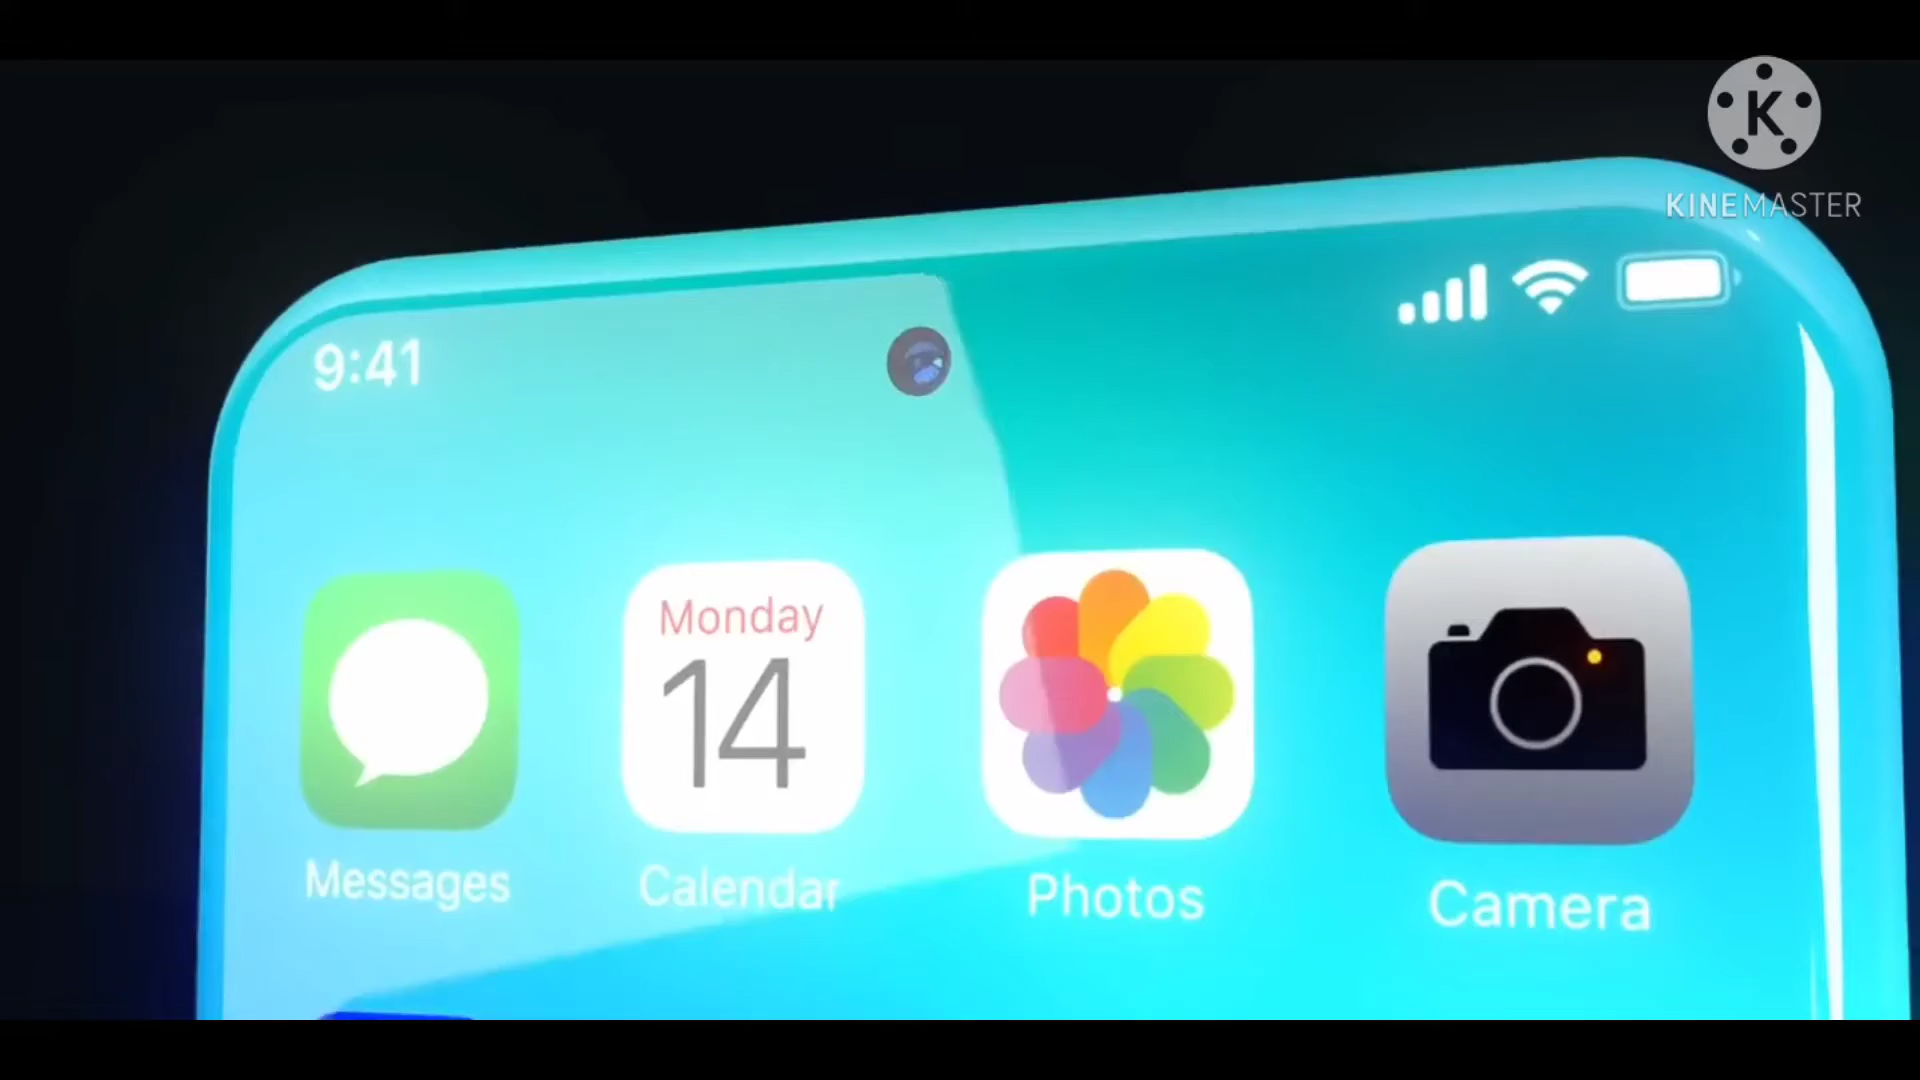 K
KINEMASTER
9:41
Monday
14
Messages
Calendar
Photos
Camera